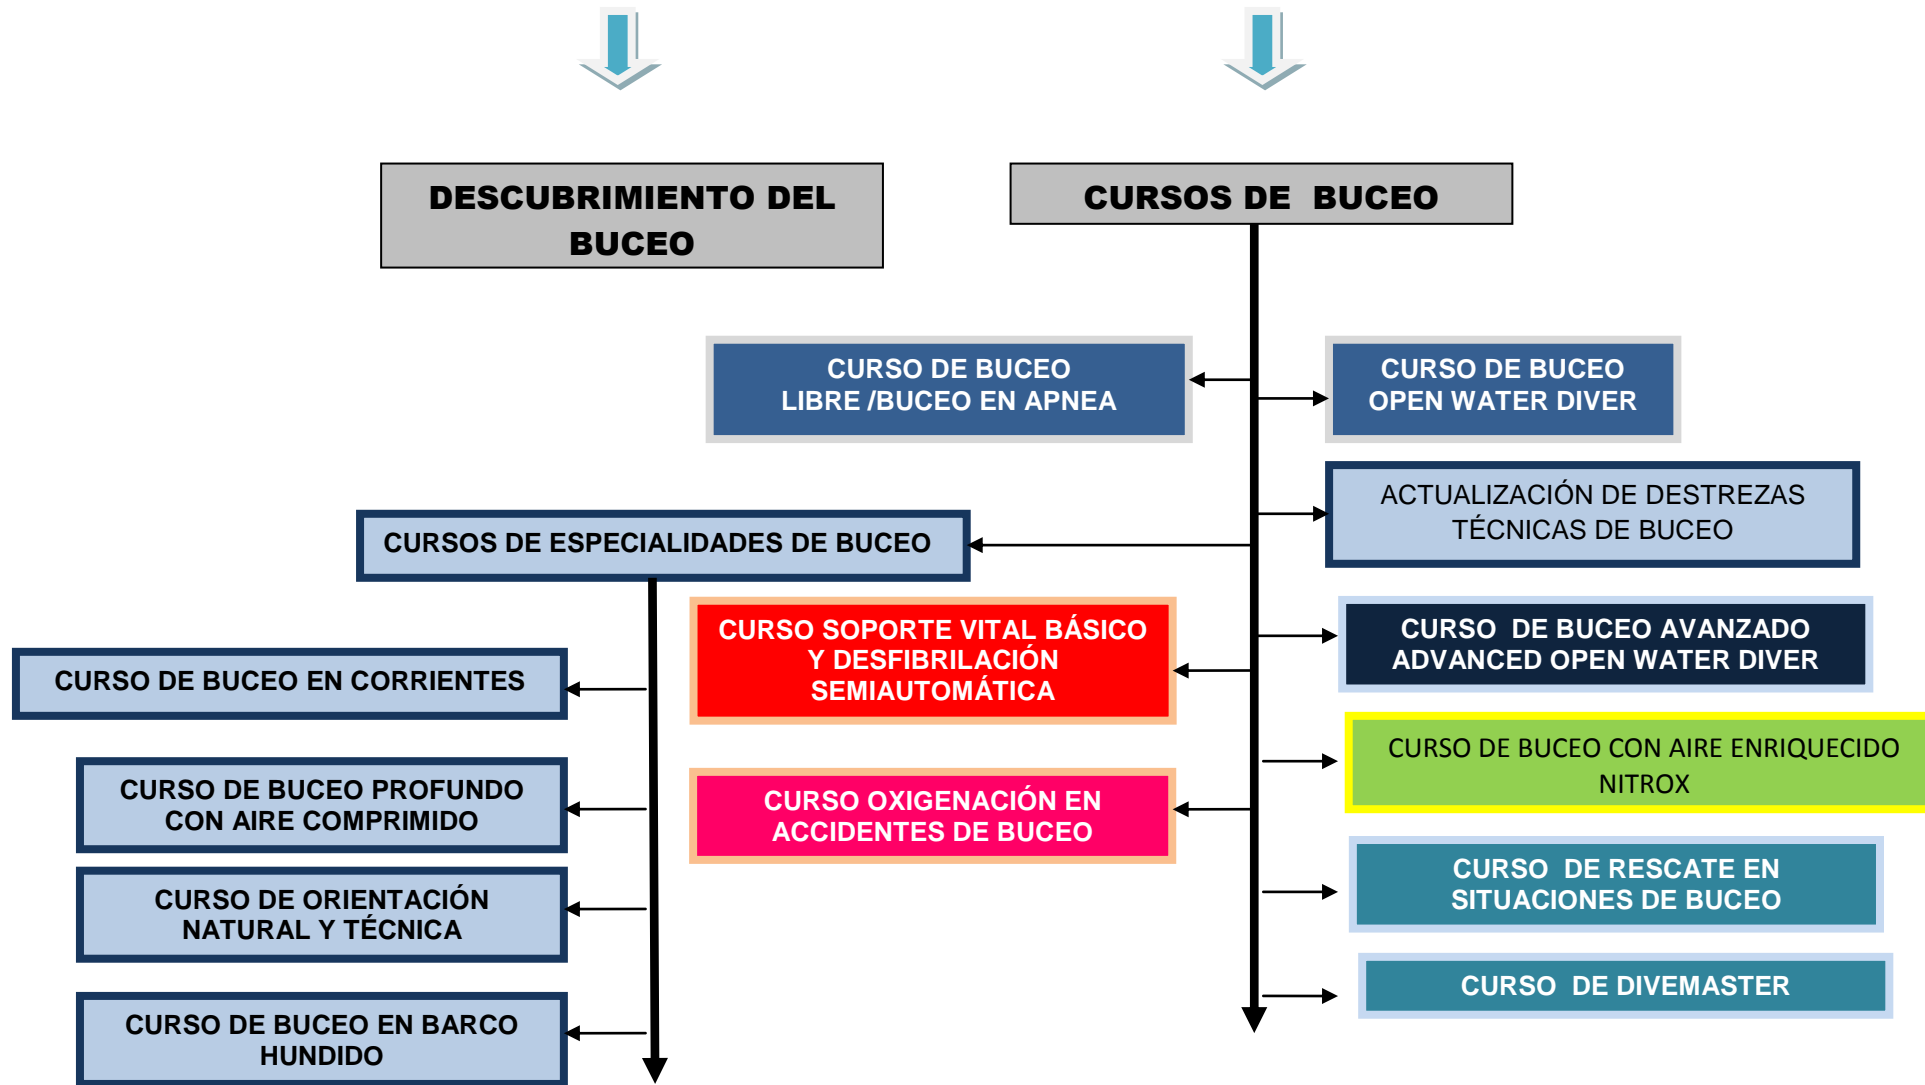 DESCUBRIMIENTO DEL
BUCEO
CURSOS DE  BUCEO
CURSO DE BUCEO
LIBRE /BUCEO EN APNEA
CURSO DE BUCEO
OPEN WATER DIVER
ACTUALIZACIÓN DE DESTREZAS
TÉCNICAS DE BUCEO
CURSOS DE ESPECIALIDADES DE BUCEO
CURSO SOPORTE VITAL BÁSICO
Y DESFIBRILACIÓN
SEMIAUTOMÁTICA
CURSO  DE BUCEO AVANZADO
ADVANCED OPEN WATER DIVER
CURSO DE BUCEO EN CORRIENTES
CURSO DE BUCEO CON AIRE ENRIQUECIDO
NITROX
CURSO DE BUCEO PROFUNDO
CON AIRE COMPRIMIDO
CURSO OXIGENACIÓN EN
ACCIDENTES DE BUCEO
CURSO  DE RESCATE EN
SITUACIONES DE BUCEO
CURSO DE ORIENTACIÓN
NATURAL Y TÉCNICA
CURSO  DE DIVEMASTER
CURSO DE BUCEO EN BARCO
HUNDIDO